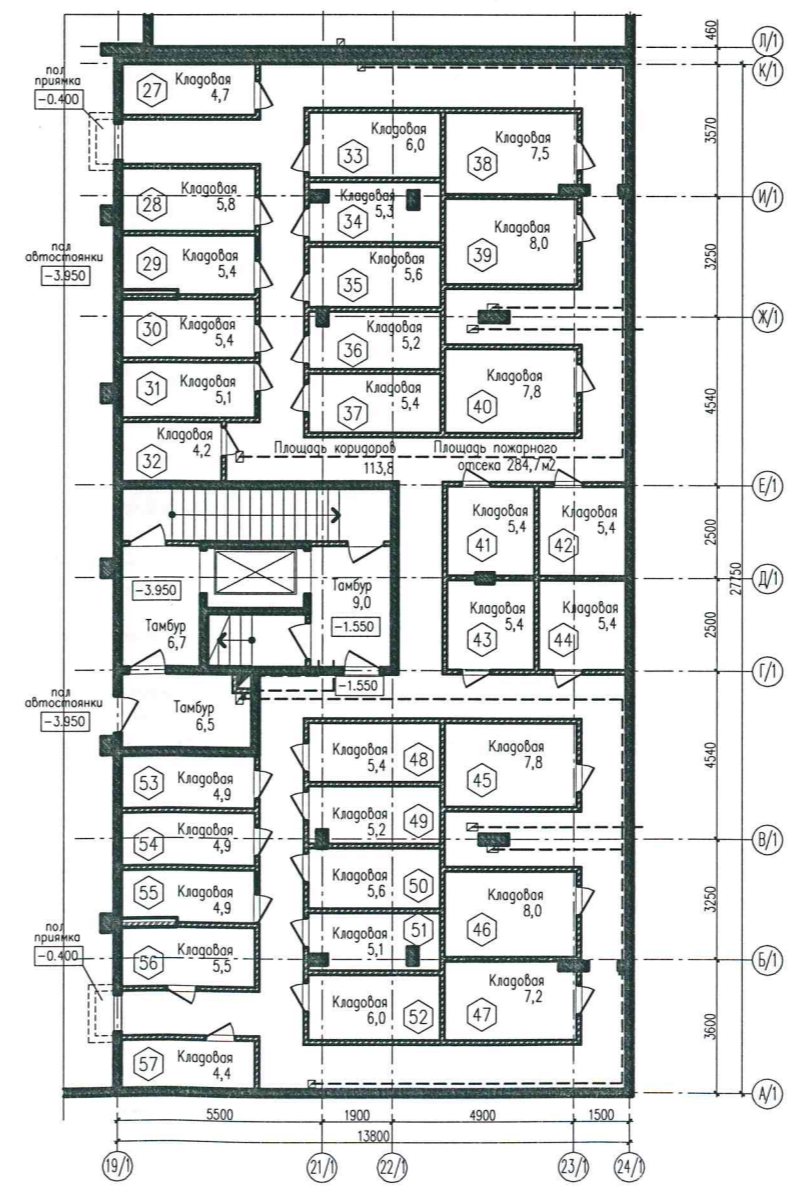 460
Л/1
К/1
пол
приямка
-0.400
27
Кладовая
4,7
33
Кладовая
6,0
38
Кладовая
7,5
3570
28
Кладовая
5,8
34
Кладовая
5,3
И/1
пол
автостоянки
-3.950
29
Кладовая
5,4
35
Кладовая
5,6
39
Кладовая
8,0
3250
30
Кладовая
5,4
36
Кладовая
5,2
Ж/1
31
Кладовая
5,1
37
Кладовая
5,4
40
Кладовая
7,8
4540
32
Кладовая
4,2
Площадь коридоров
113,8
Площадь пожарного
отсека 284,7м2
Е/1
41
Кладовая
5,4
42
Кладовая
5,4
2500
27750
-3.950
Тамбур
9,0
-1.550
Д/1
Тамбур
6,7
43
Кладовая
5,4
44
Кладовая
5,4
2500
Г/1
-1.550
пол
автостоянки
-3.950
Тамбур
6,5
48
Кладовая
5,4
45
Кладовая
7,8
4540
53
Кладовая
4,9
49
Кладовая
5,2
54
Кладовая
4,9
В/1
55
Кладовая
4,9
50
Кладовая
5,6
46
Кладовая
8,0
3250
пол
приямка
-0.400
56
Кладовая
5,5
51
Кладовая
5,1
Б/1
52
Кладовая
6,0
47
Кладовая
7,2
3600
57
Кладовая
4,4
А/1
5500
1900
4900
1500
13800
19/1
21/1
22/1
23/1
24/1